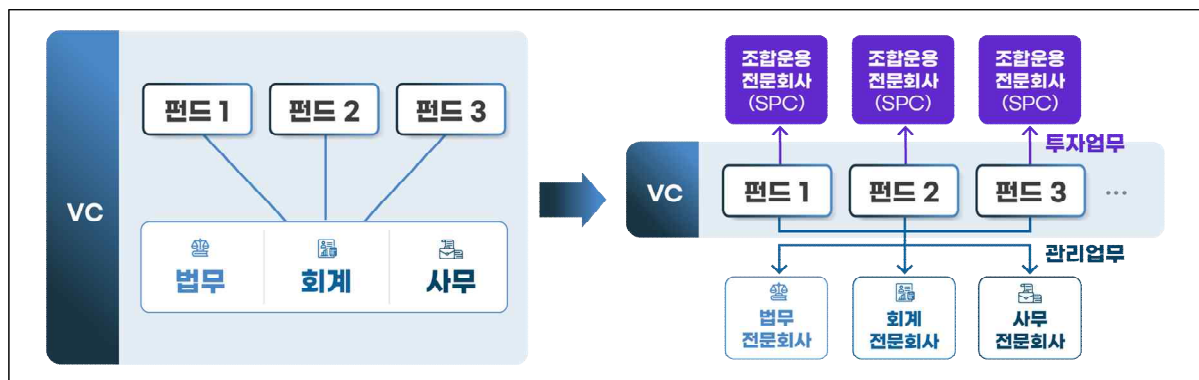 VC
펀드 1
펀드 2
펀드 3
법무
회계
사무
조합운용
전문회사
(SPC)
조합운용
전문회사
(SPC)
조합운용
전문회사
(SPC)
투자업무
VC
펀드 1
펀드 2
펀드 3
...
관리업무
법무
전문회사
회계
전문회사
사무
전문회사